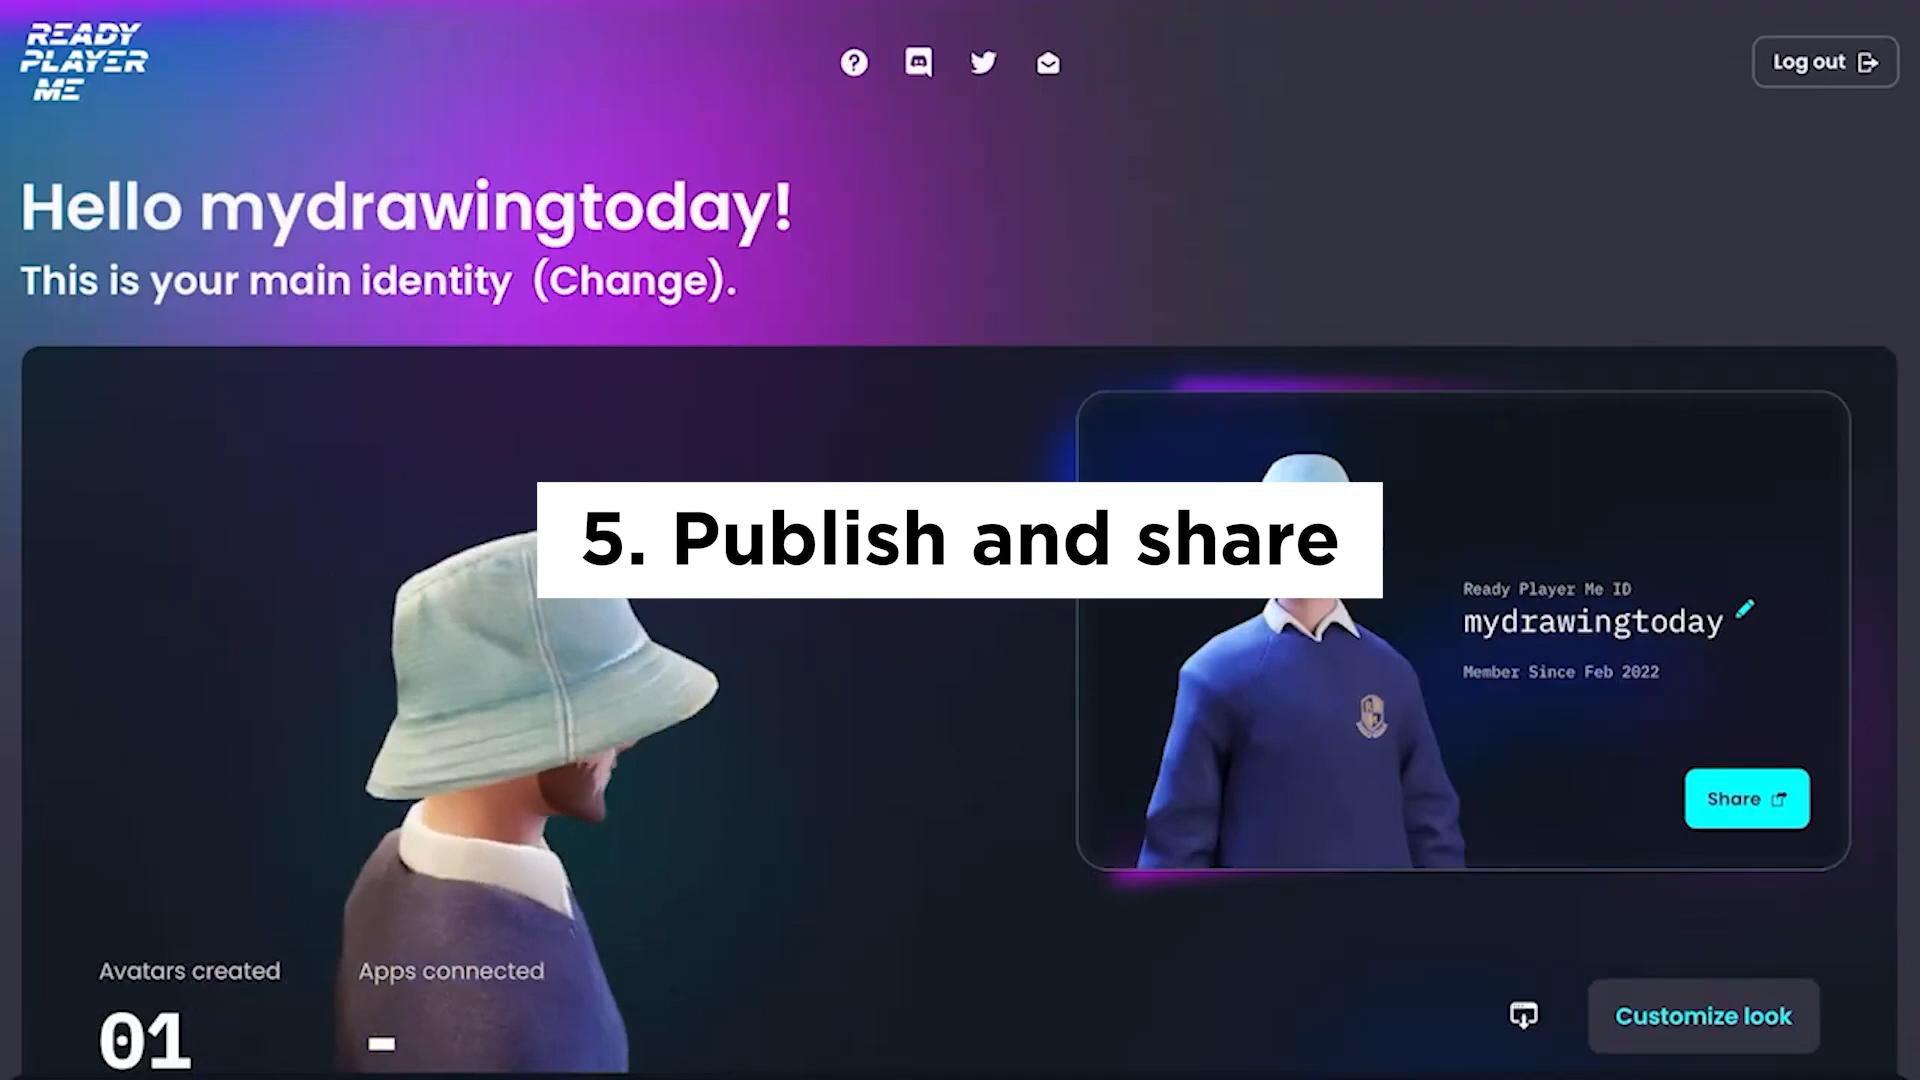 READY
PLAYER
ME
Log out
Hello mydrawingtoday!
This is your main identity (Change).
5. Publish and share
Ready Player Me ID
mydrawingtoday
Member Since Feb 2022
Share
Avatars created
Apps connected
01
-
Customize look